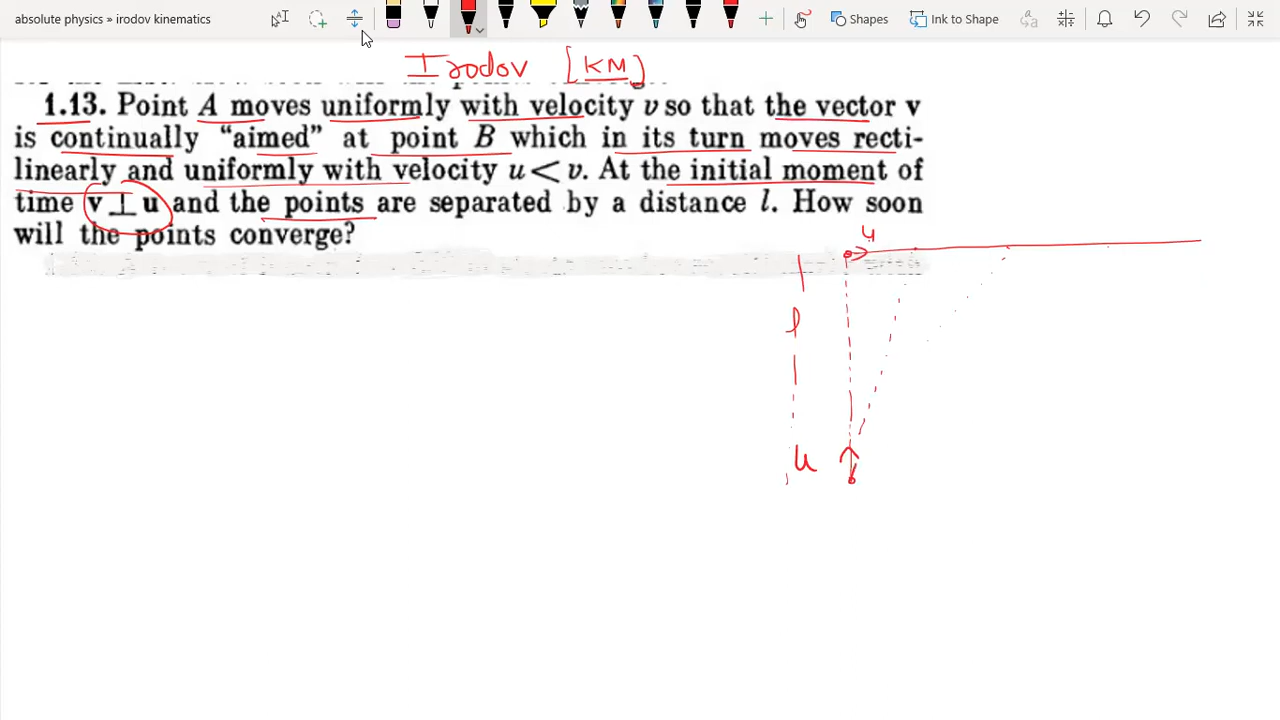 absolute physics » irodov kinematics
Shapes
Ink to Shape
Irodov [KM]
1.13. Point A moves uniformly with velocity v so that the vector v
is continually “aimed” at point B which in its turn moves recti-
linearly and uniformly with velocity u < v. At the initial moment of
time v ⊥ u and the points are separated by a distance l. How soon
will the points converge?
u
l
u